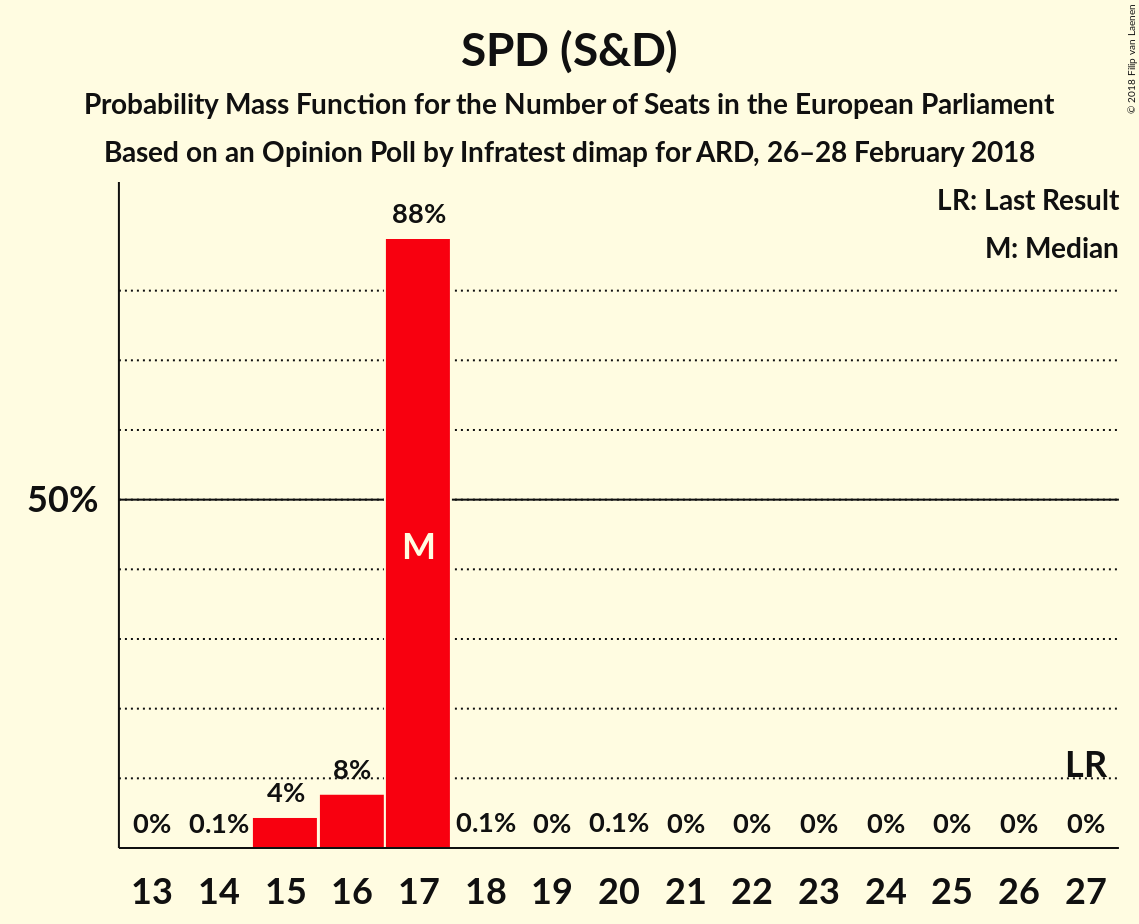 SPD (S&D)
Probability Mass Function for the Number of Seats in the European Parliament
Based on an Opinion Poll by Infratest dimap for ARD, 26–28 February 2018
© 2018 Filip van Laenen
LR: Last Result
M: Median
88%
50%
M
LR
8%
4%
0% 0.1% 0.1% 0% 0.1% 0% 0% 0% 0% 0% 0% 0%
13 14 15 16 17 18 19 20 21 22 23 24 25 26 27